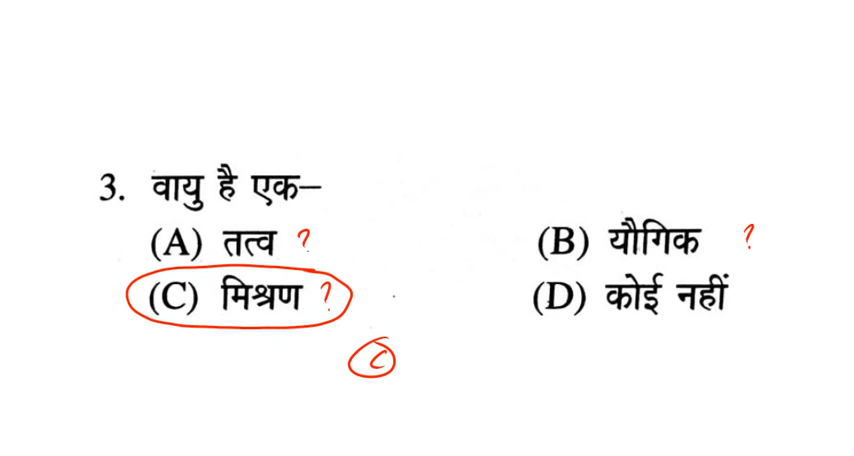 3. वायु है एक–
(A) तत्व ? (B) यौगिक ?
(C) मिश्रण ? (D) कोई नहीं
C